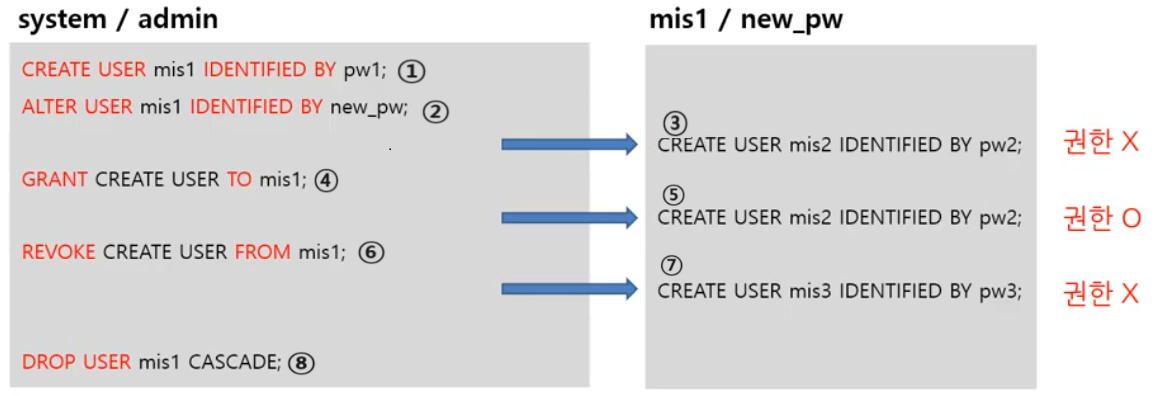 system / admin
CREATE USER mis1 IDENTIFIED BY pw1; ①
ALTER USER mis1 IDENTIFIED BY new_pw; ②
GRANT CREATE USER TO mis1; ④
REVOKE CREATE USER FROM mis1; ⑥
DROP USER mis1 CASCADE; ⑧
mis1 / new_pw
③
CREATE USER mis2 IDENTIFIED BY pw2; 권한 X
⑤
CREATE USER mis2 IDENTIFIED BY pw2; 권한 O
⑦
CREATE USER mis3 IDENTIFIED BY pw3; 권한 X